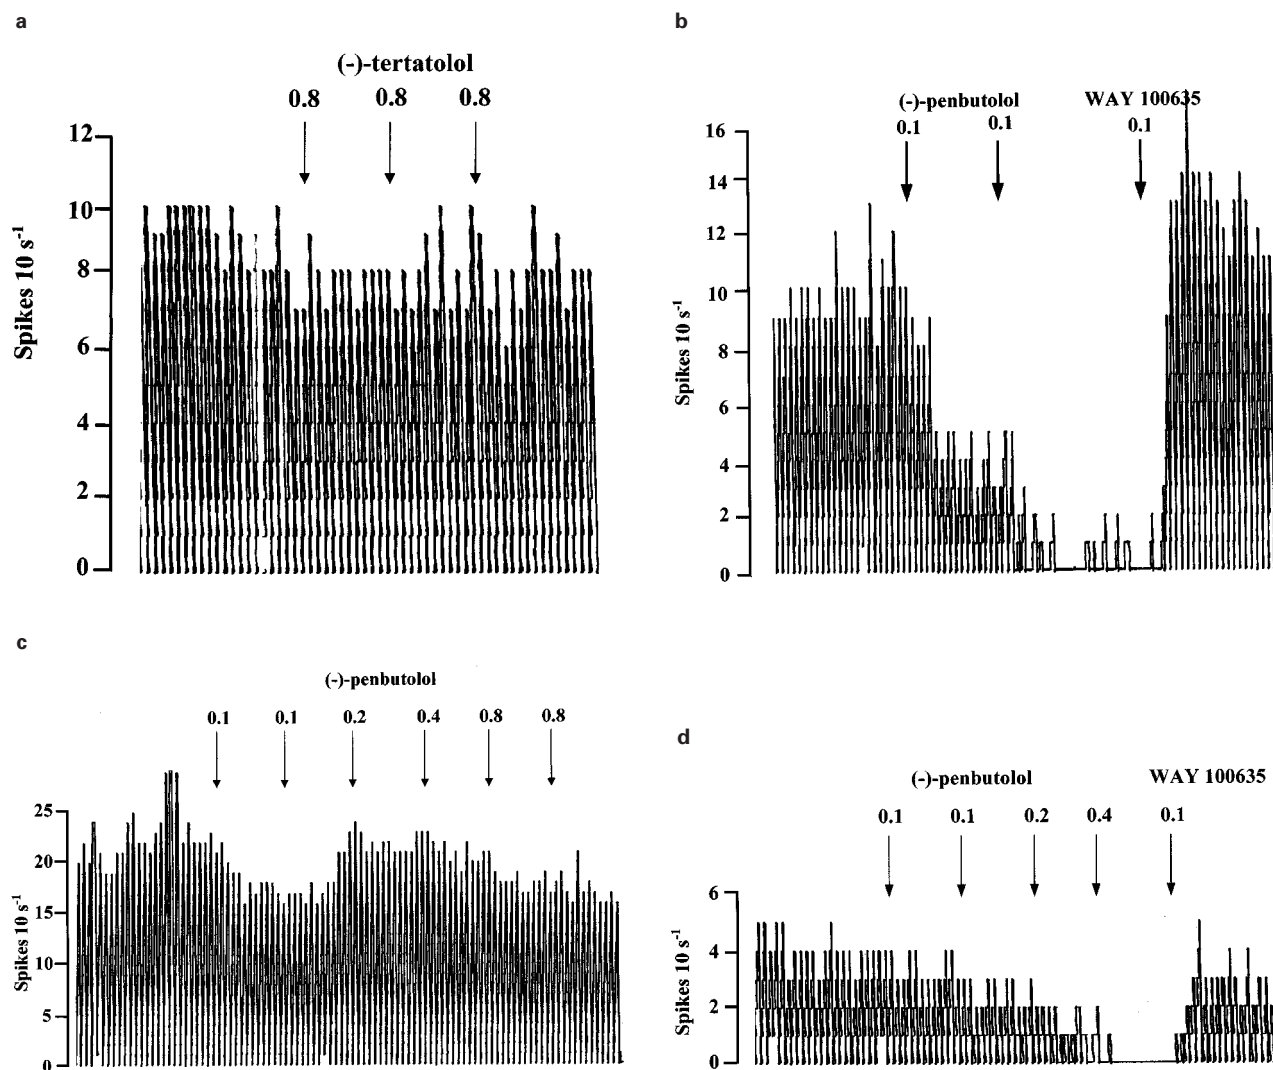 a
(-)-tertatolol
0.8 0.8 0.8
12
10
8
6
4
2
0
Spikes 10 s⁻¹
b
(-)-penbutolol WAY 100635
0.1 0.1 0.1
16
14
12
10
8
6
4
2
0
Spikes 10 s⁻¹
c
(-)-penbutolol
0.1 0.1 0.2 0.4 0.8 0.8
25
20
15
10
5
0
Spikes 10 s⁻¹
d
(-)-penbutolol WAY 100635
0.1 0.1 0.2 0.4 0.1
6
4
2
0
Spikes 10 s⁻¹